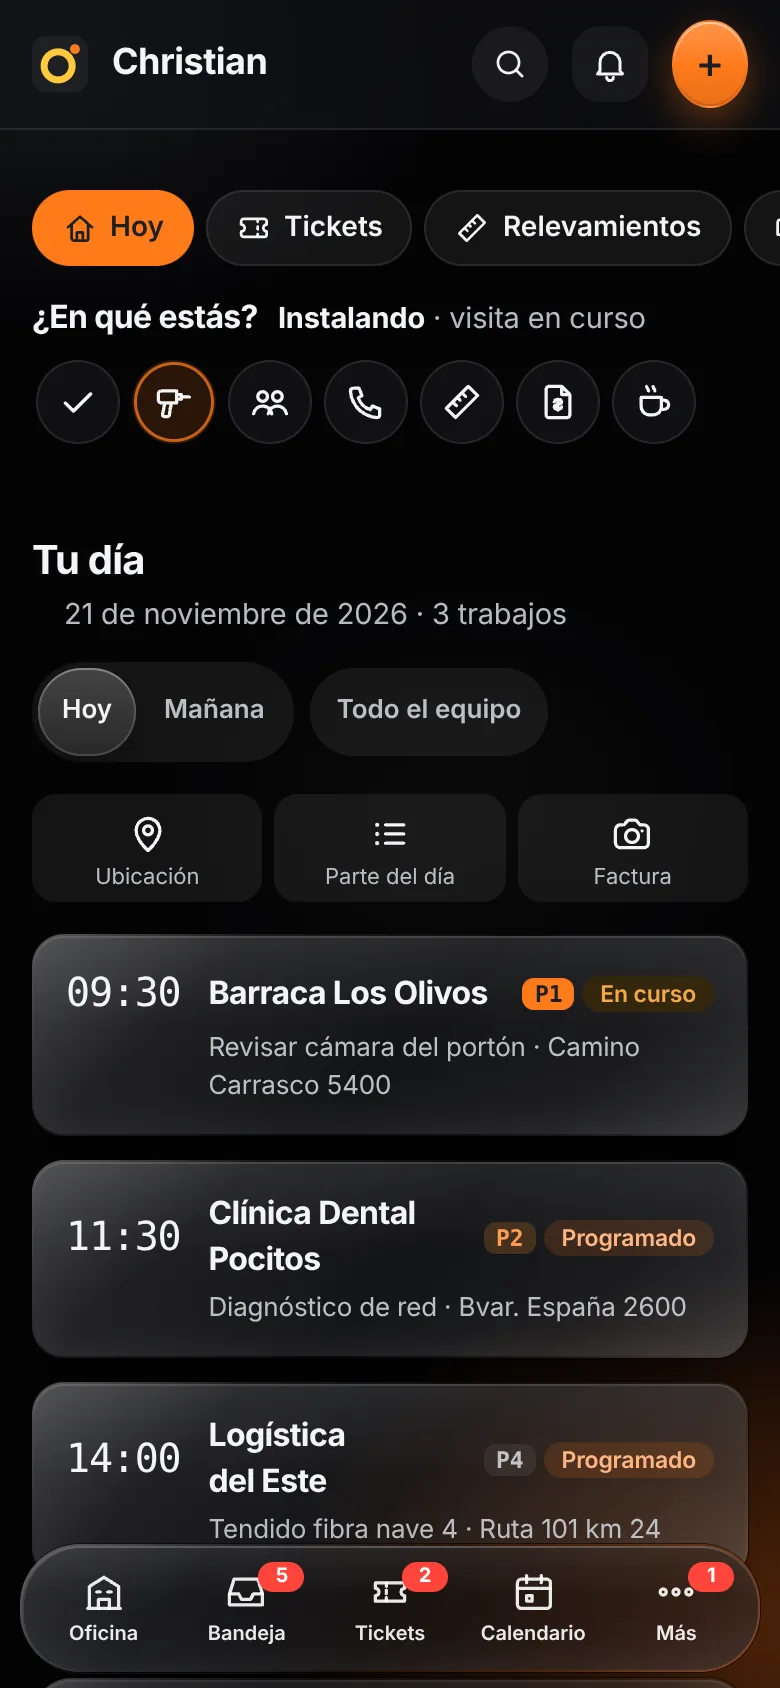 Christian
+
Hoy
Tickets
Relevamientos
¿En qué estás? Instalando · visita en curso
Tu día
21 de noviembre de 2026 · 3 trabajos
Hoy
Mañana
Todo el equipo
Ubicación
Parte del día
Factura
09:30 Barraca Los Olivos P1 En curso
Revisar cámara del portón · Camino
Carrasco 5400
11:30 Clínica Dental
Pocitos P2 Programado
Diagnóstico de red · Bvar. España 2600
14:00 Logística
del Este P4 Programado
Tendido fibra nave 4 · Ruta 101 km 24
5 2 1
Oficina Bandeja Tickets Calendario Más